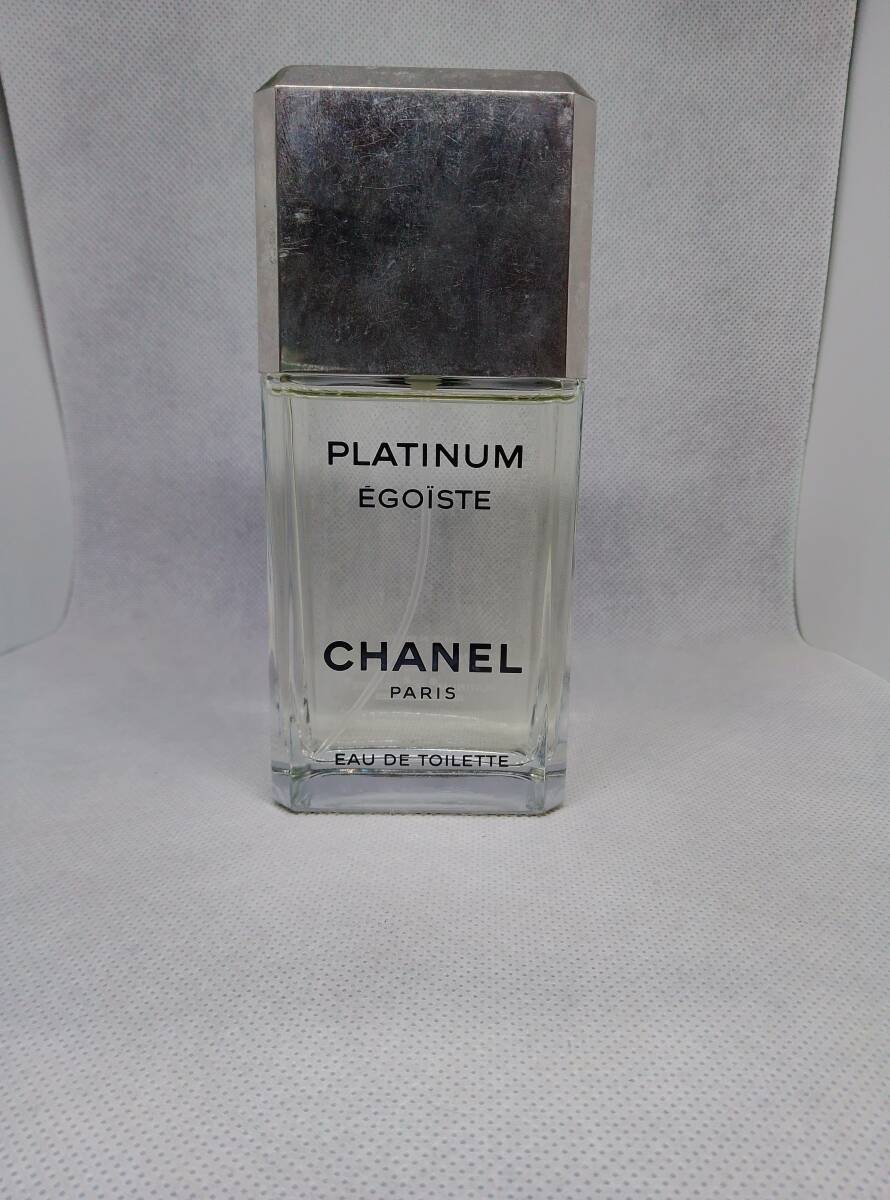 PLATINUM
ÉGOÏSTE
CHANEL
PARIS
EAU DE TOILETTE